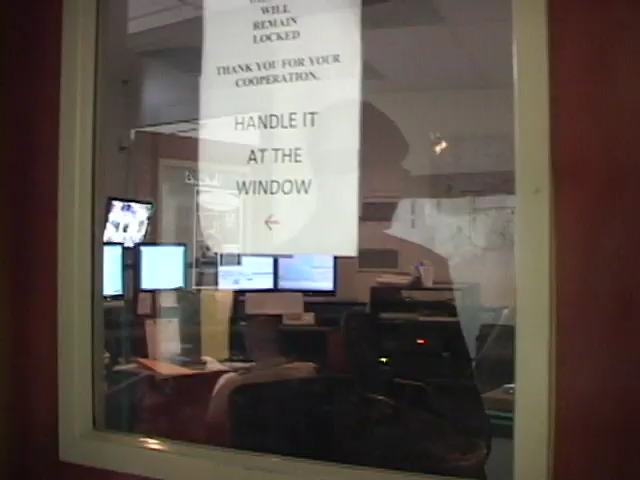 WILL
REMAIN
LOCKED
THANK YOU FOR YOUR
COOPERATION.
HANDLE IT
AT THE
WINDOW